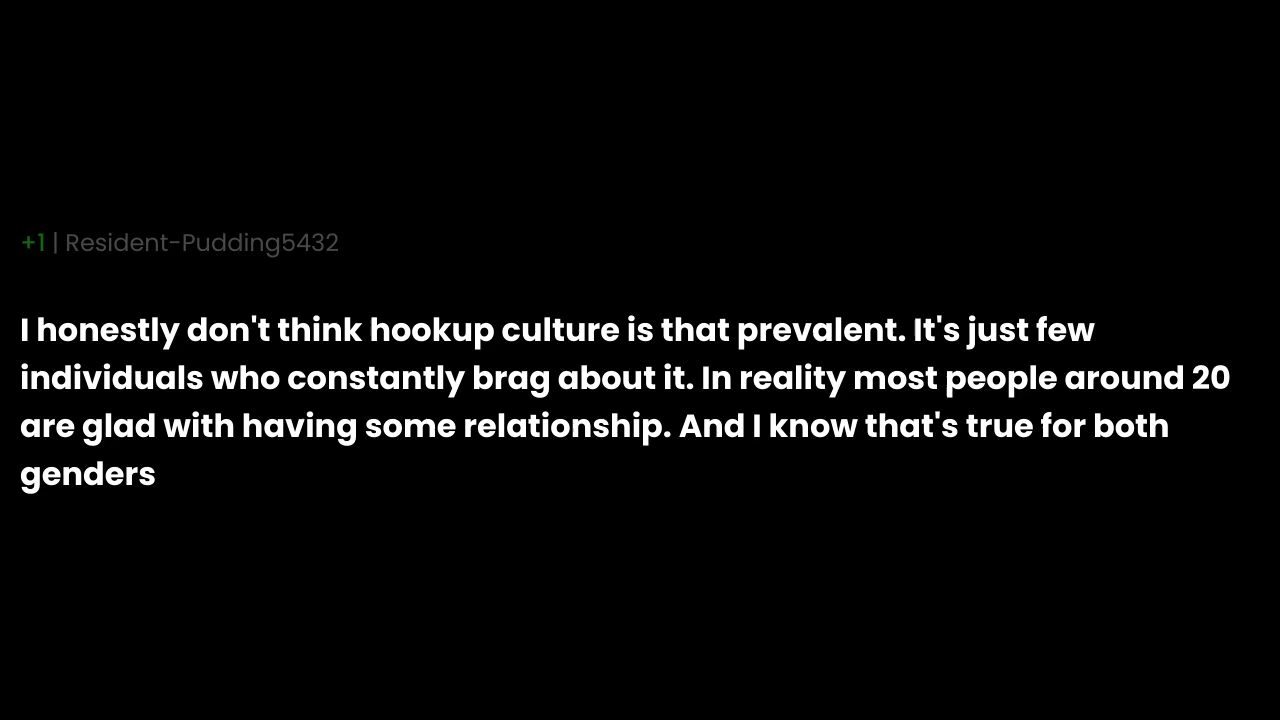 +1 | Resident-Pudding5432
I honestly don't think hookup culture is that prevalent. It's just few
individuals who constantly brag about it. In reality most people around 20
are glad with having some relationship. And I know that's true for both
genders